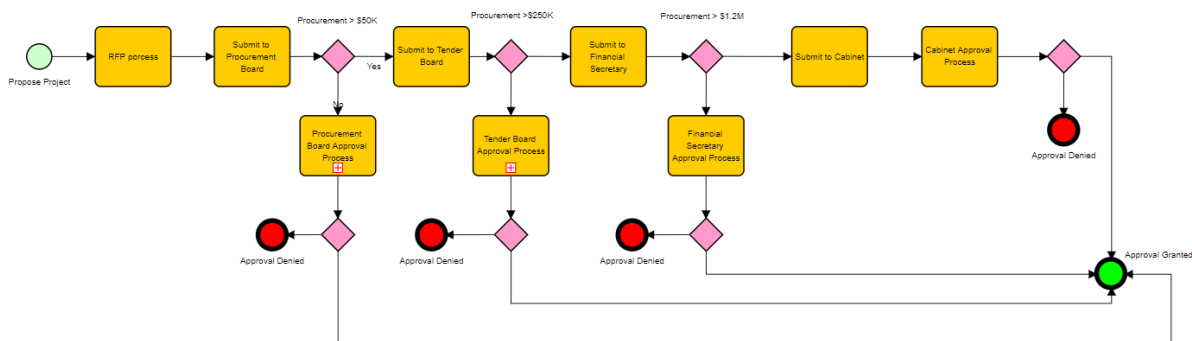 Procurement > $50K
Procurement >$250K
Procurement > $1.2M
Propose Project
RFP porcess
Submit to
Procurement
Board
Yes
No
Submit to Tender
Board
Submit to
Financial
Secretary
Submit to Cabinet
Cabinet Approval
Process
Procurement
Board Approval
Process
Tender Board
Approval Process
Financial
Secretary
Approval Process
Approval Denied
Approval Denied
Approval Denied
Approval Denied
Approval Granted